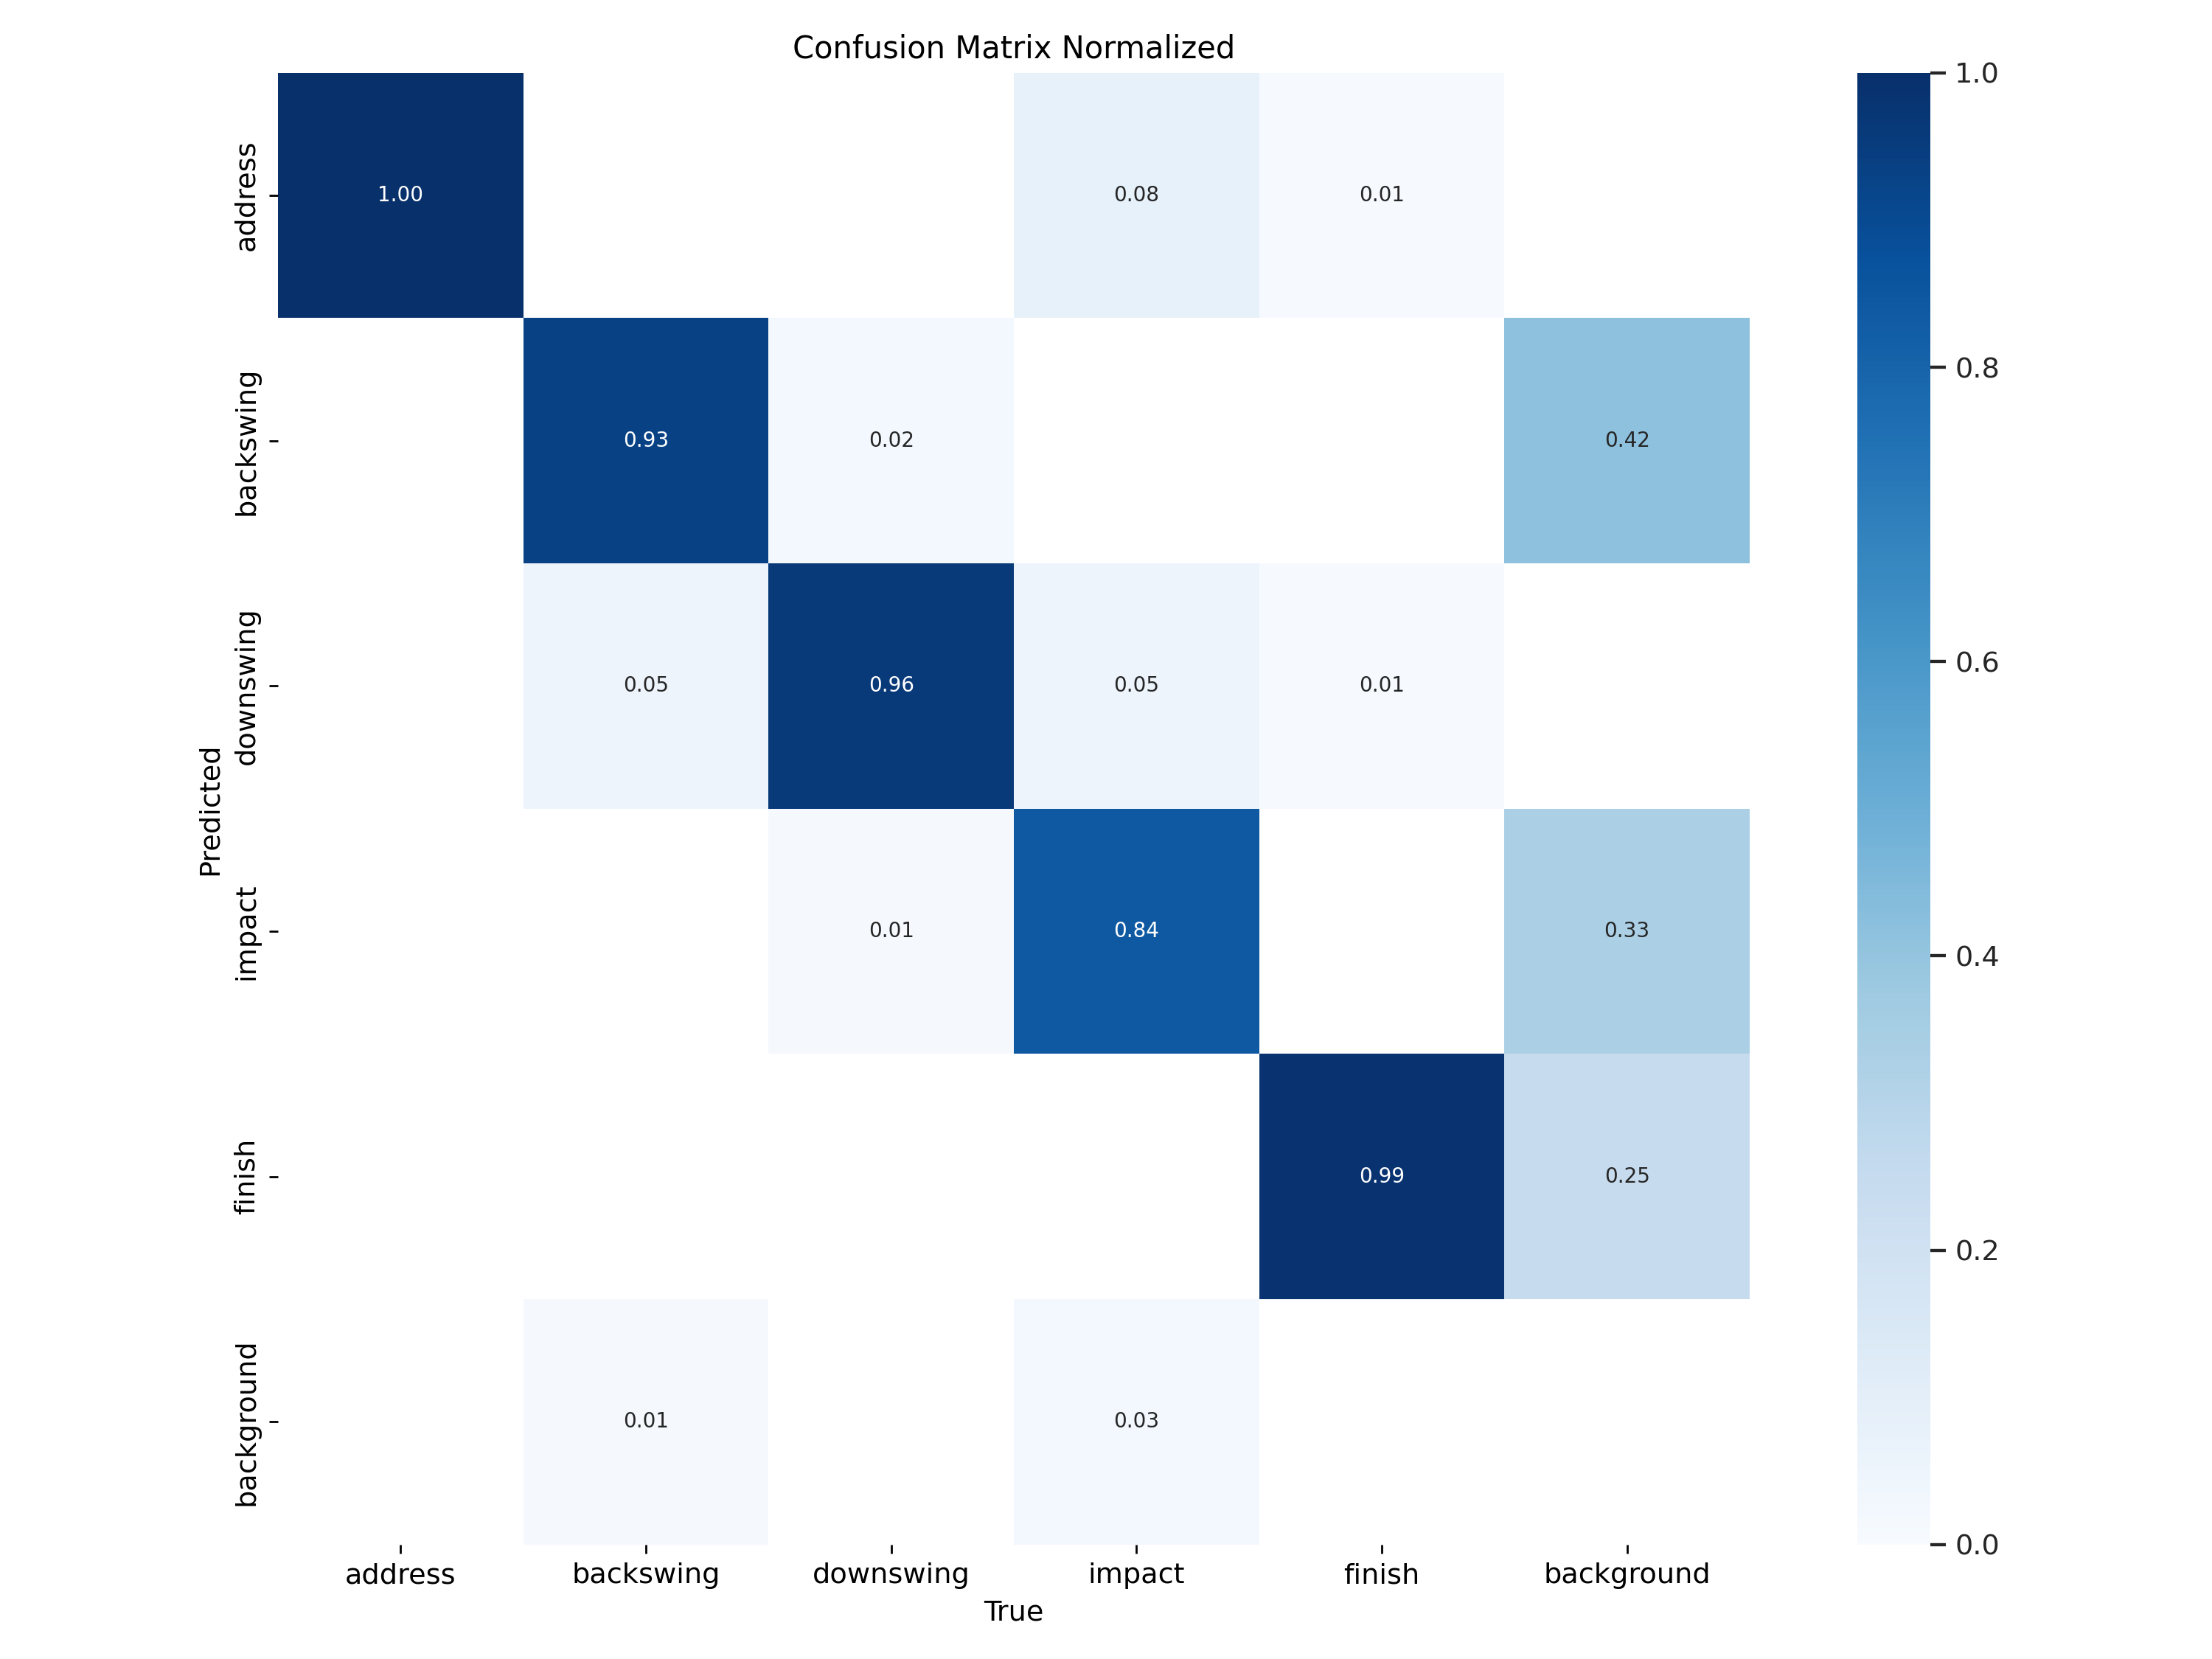 Confusion Matrix Normalized
address
1.00
0.08
0.01
backswing
0.93
0.02
0.42
downswing
0.05
0.96
0.05
0.01
impact
0.01
0.84
0.33
finish
0.99
0.25
background
0.01
0.03
Predicted
address
backswing
downswing
impact
finish
background
True
1.0
0.8
0.6
0.4
0.2
0.0